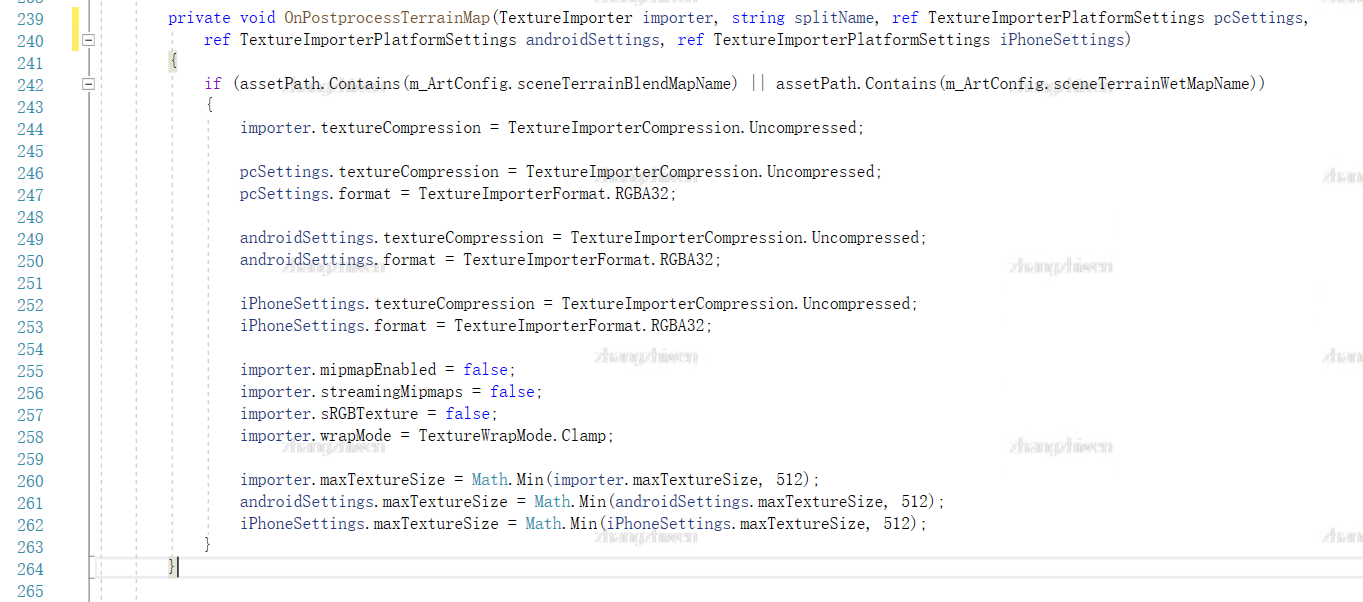 239 private void OnPostprocessTerrainMap(TextureImporter importer, string splitName, ref TextureImporterPlatformSettings pcSettings,
240 ref TextureImporterPlatformSettings androidSettings, ref TextureImporterPlatformSettings iPhoneSettings)
241 {
242 if (assetPath.Contains(m_ArtConfig.sceneTerrainBlendMapName) || assetPath.Contains(m_ArtConfig.sceneTerrainWetMapName))
243 {
244 importer.textureCompression = TextureImporterCompression.Uncompressed;
245
246 pcSettings.textureCompression = TextureImporterCompression.Uncompressed;
247 pcSettings.format = TextureImporterFormat.RGBA32;
248
249 androidSettings.textureCompression = TextureImporterCompression.Uncompressed;
250 androidSettings.format = TextureImporterFormat.RGBA32;
251
252 iPhoneSettings.textureCompression = TextureImporterCompression.Uncompressed;
253 iPhoneSettings.format = TextureImporterFormat.RGBA32;
254
255 importer.mipmapEnabled = false;
256 importer.streamingMipmaps = false;
257 importer.sRGBTexture = false;
258 importer.wrapMode = TextureWrapMode.Clamp;
259
260 importer.maxTextureSize = Math.Min(importer.maxTextureSize, 512);
261 androidSettings.maxTextureSize = Math.Min(androidSettings.maxTextureSize, 512);
262 iPhoneSettings.maxTextureSize = Math.Min(iPhoneSettings.maxTextureSize, 512);
263 }
264 }
265